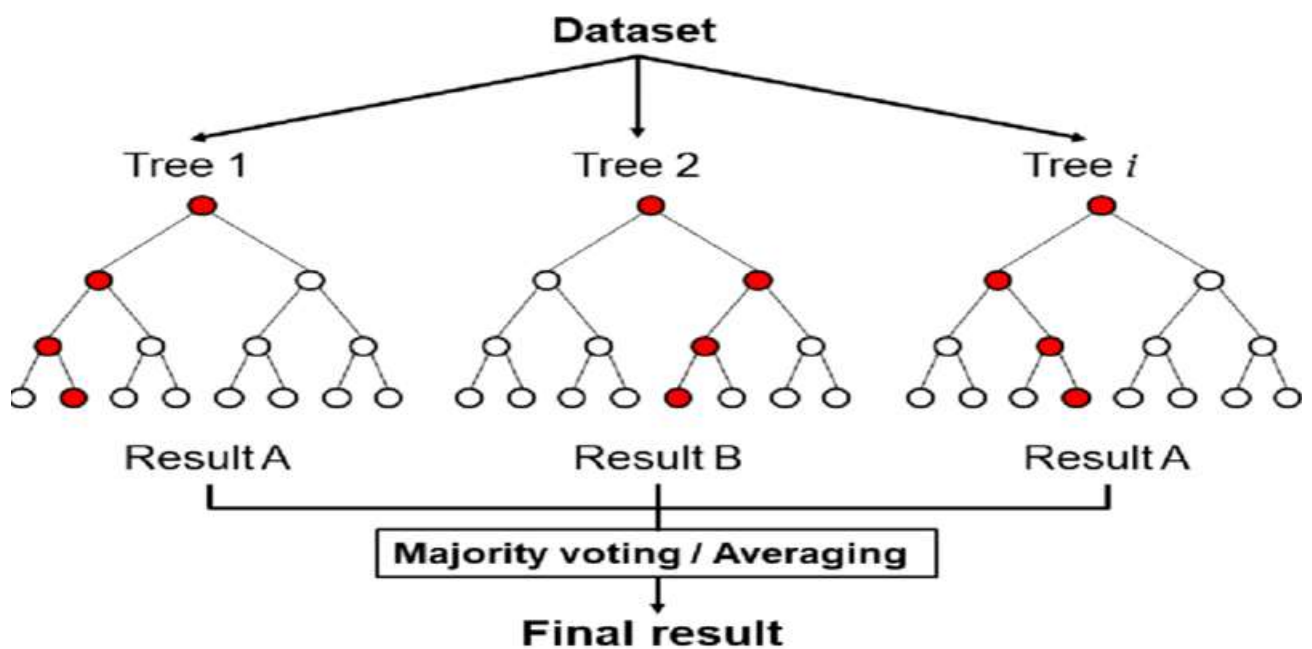 Dataset
Tree 1 Tree 2 Tree i
Result A Result B Result A
Majority voting / Averaging
Final result